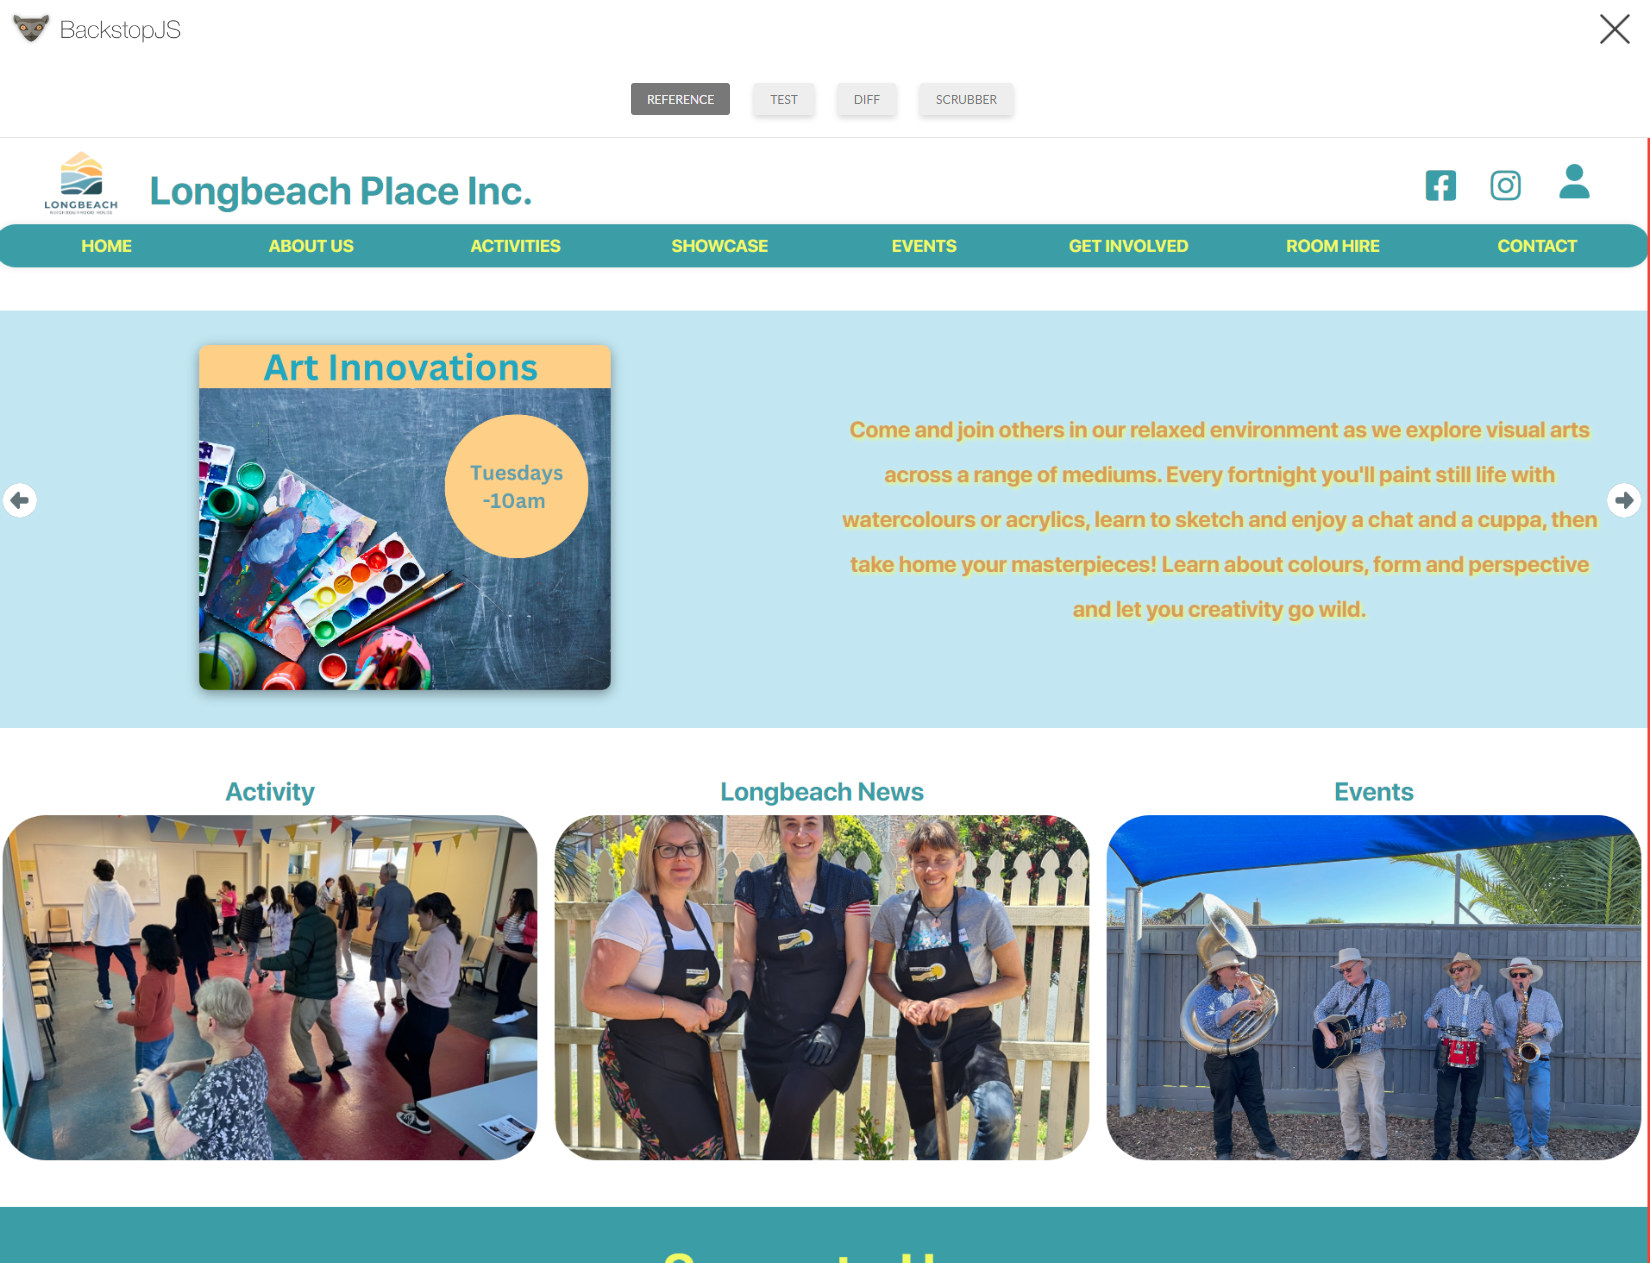 BackstopJS
REFERENCE
TEST
DIFF
SCRUBBER
LONGBEACH
Longbeach Place Inc.
HOME
ABOUT US
ACTIVITIES
SHOWCASE
EVENTS
GET INVOLVED
ROOM HIRE
CONTACT
Art Innovations
Tuesdays
-10am
Come and join others in our relaxed environment as we explore visual arts
across a range of mediums. Every fortnight you'll paint still life with
watercolours or acrylics, learn to sketch and enjoy a chat and a cuppa, then
take home your masterpieces! Learn about colours, form and perspective
and let you creativity go wild.
Activity
Longbeach News
Events